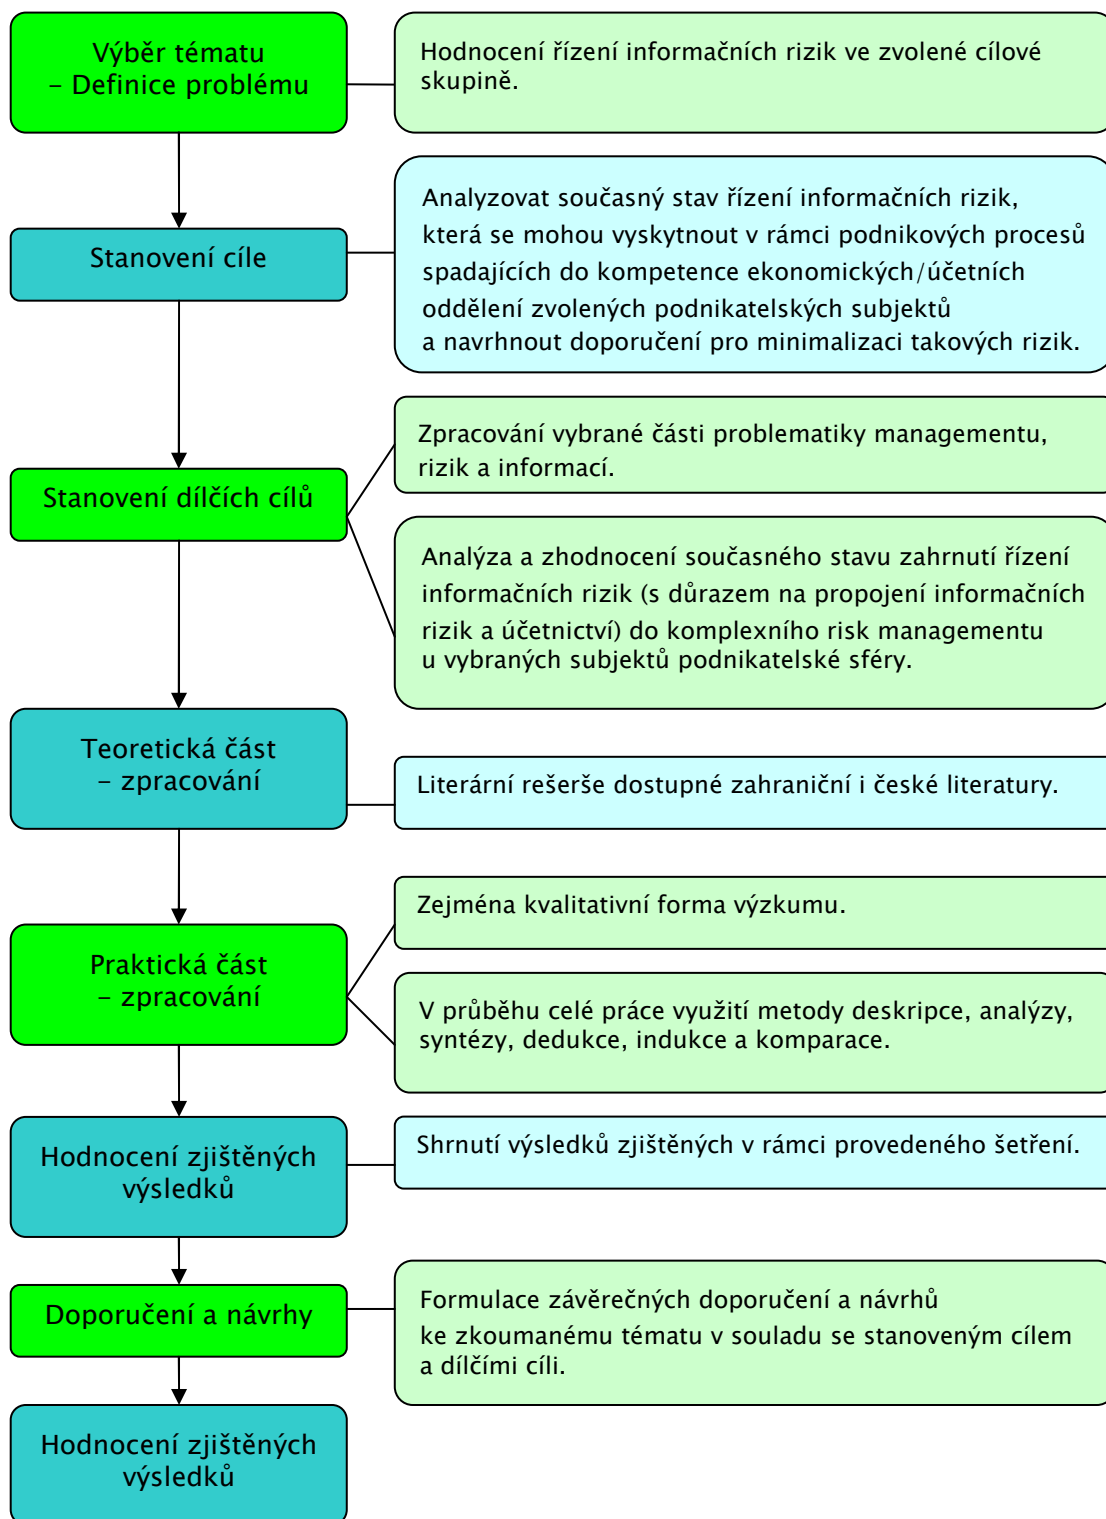 Výběr tématu
– Definice problému
Hodnocení řízení informačních rizik ve zvolené cílové
skupině.
Stanovení cíle
Analyzovat současný stav řízení informačních rizik,
která se mohou vyskytnout v rámci podnikových procesů
spadajících do kompetence ekonomických/účetních
oddělení zvolených podnikatelských subjektů
a navrhnout doporučení pro minimalizaci takových rizik.
Stanovení dílčích cílů
Zpracování vybrané části problematiky managementu,
rizik a informací.
Analýza a zhodnocení současného stavu zahrnutí řízení
informačních rizik (s důrazem na propojení informačních
rizik a účetnictví) do komplexního risk managementu
u vybraných subjektů podnikatelské sféry.
Teoretická část
– zpracování
Literární rešerše dostupné zahraniční i české literatury.
Praktická část
– zpracování
Zejména kvalitativní forma výzkumu.
V průběhu celé práce využití metody deskripce, analýzy,
syntézy, dedukce, indukce a komparace.
Hodnocení zjištěných
výsledků
Shrnutí výsledků zjištěných v rámci provedeného šetření.
Doporučení a návrhy
Formulace závěrečných doporučení a návrhů
ke zkoumanému tématu v souladu se stanoveným cílem
a dílčími cíli.
Hodnocení zjištěných
výsledků